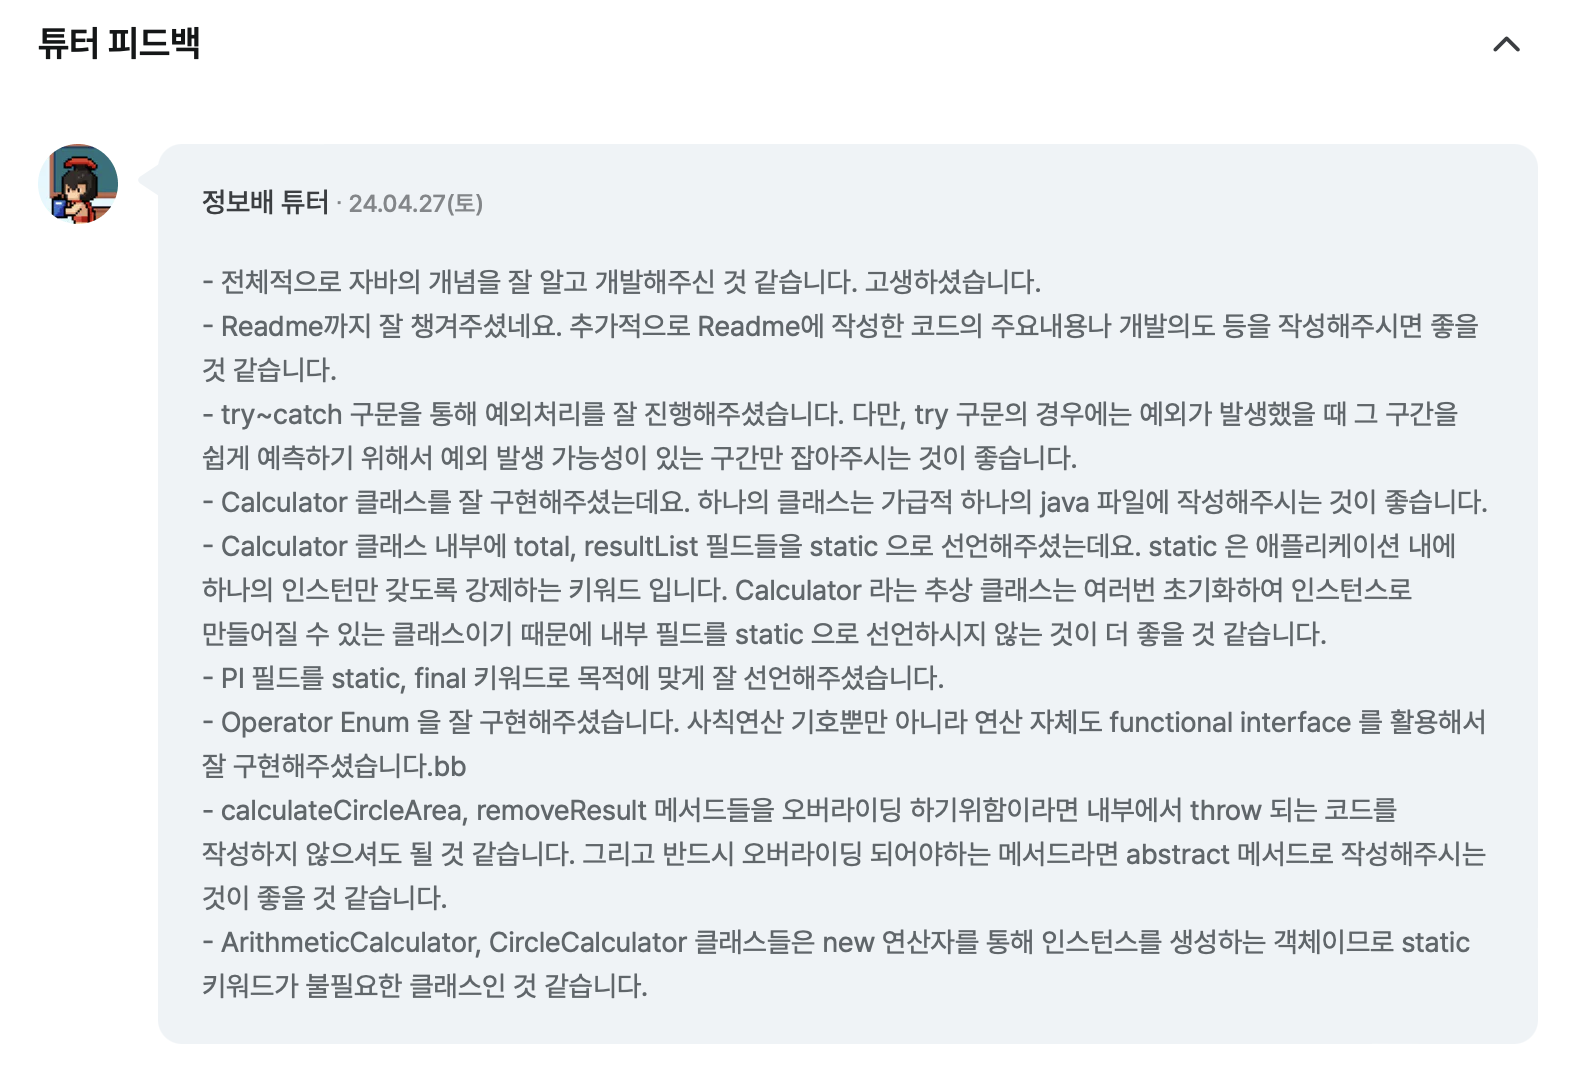 튜터 피드백
정보배 튜터 · 24.04.27(토)
- 전체적으로 자바의 개념을 잘 알고 개발해주신 것 같습니다. 고생하셨습니다.
- Readme까지 잘 챙겨주셨네요. 추가적으로 Readme에 작성한 코드의 주요내용나 개발의도 등을 작성해주시면 좋을
것 같습니다.
- try~catch 구문을 통해 예외처리를 잘 진행해주셨습니다. 다만, try 구문의 경우에는 예외가 발생했을 때 그 구간을
쉽게 예측하기 위해서 예외 발생 가능성이 있는 구간만 잡아주시는 것이 좋습니다.
- Calculator 클래스를 잘 구현해주셨는데요. 하나의 클래스는 가급적 하나의 java 파일에 작성해주시는 것이 좋습니다.
- Calculator 클래스 내부에 total, resultList 필드들을 static 으로 선언해주셨는데요. static 은 애플리케이션 내에
하나의 인스턴만 갖도록 강제하는 키워드 입니다. Calculator 라는 추상 클래스는 여러번 초기화하여 인스턴스로
만들어질 수 있는 클래스이기 때문에 내부 필드를 static 으로 선언하시지 않는 것이 더 좋을 것 같습니다.
- PI 필드를 static, final 키워드로 목적에 맞게 잘 선언해주셨습니다.
- Operator Enum 을 잘 구현해주셨습니다. 사칙연산 기호뿐만 아니라 연산 자체도 functional interface 를 활용해서
잘 구현해주셨습니다.bb
- calculateCircleArea, removeResult 메서드들을 오버라이딩 하기위함이라면 내부에서 throw 되는 코드를
작성하지 않으셔도 될 것 같습니다. 그리고 반드시 오버라이딩 되어야하는 메서드라면 abstract 메서드로 작성해주시는
것이 좋을 것 같습니다.
- ArithmeticCalculator, CircleCalculator 클래스들은 new 연산자를 통해 인스턴스를 생성하는 객체이므로 static
키워드가 불필요한 클래스인 것 같습니다.